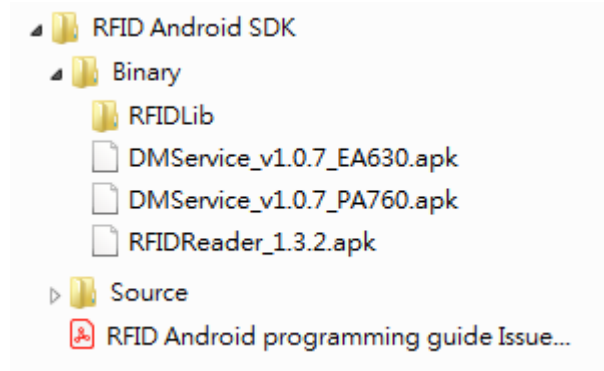 RFID Android SDK
Binary
RFIDLib
DMService_v1.0.7_EA630.apk
DMService_v1.0.7_PA760.apk
RFIDReader_1.3.2.apk
Source
RFID Android programming guide Issue...